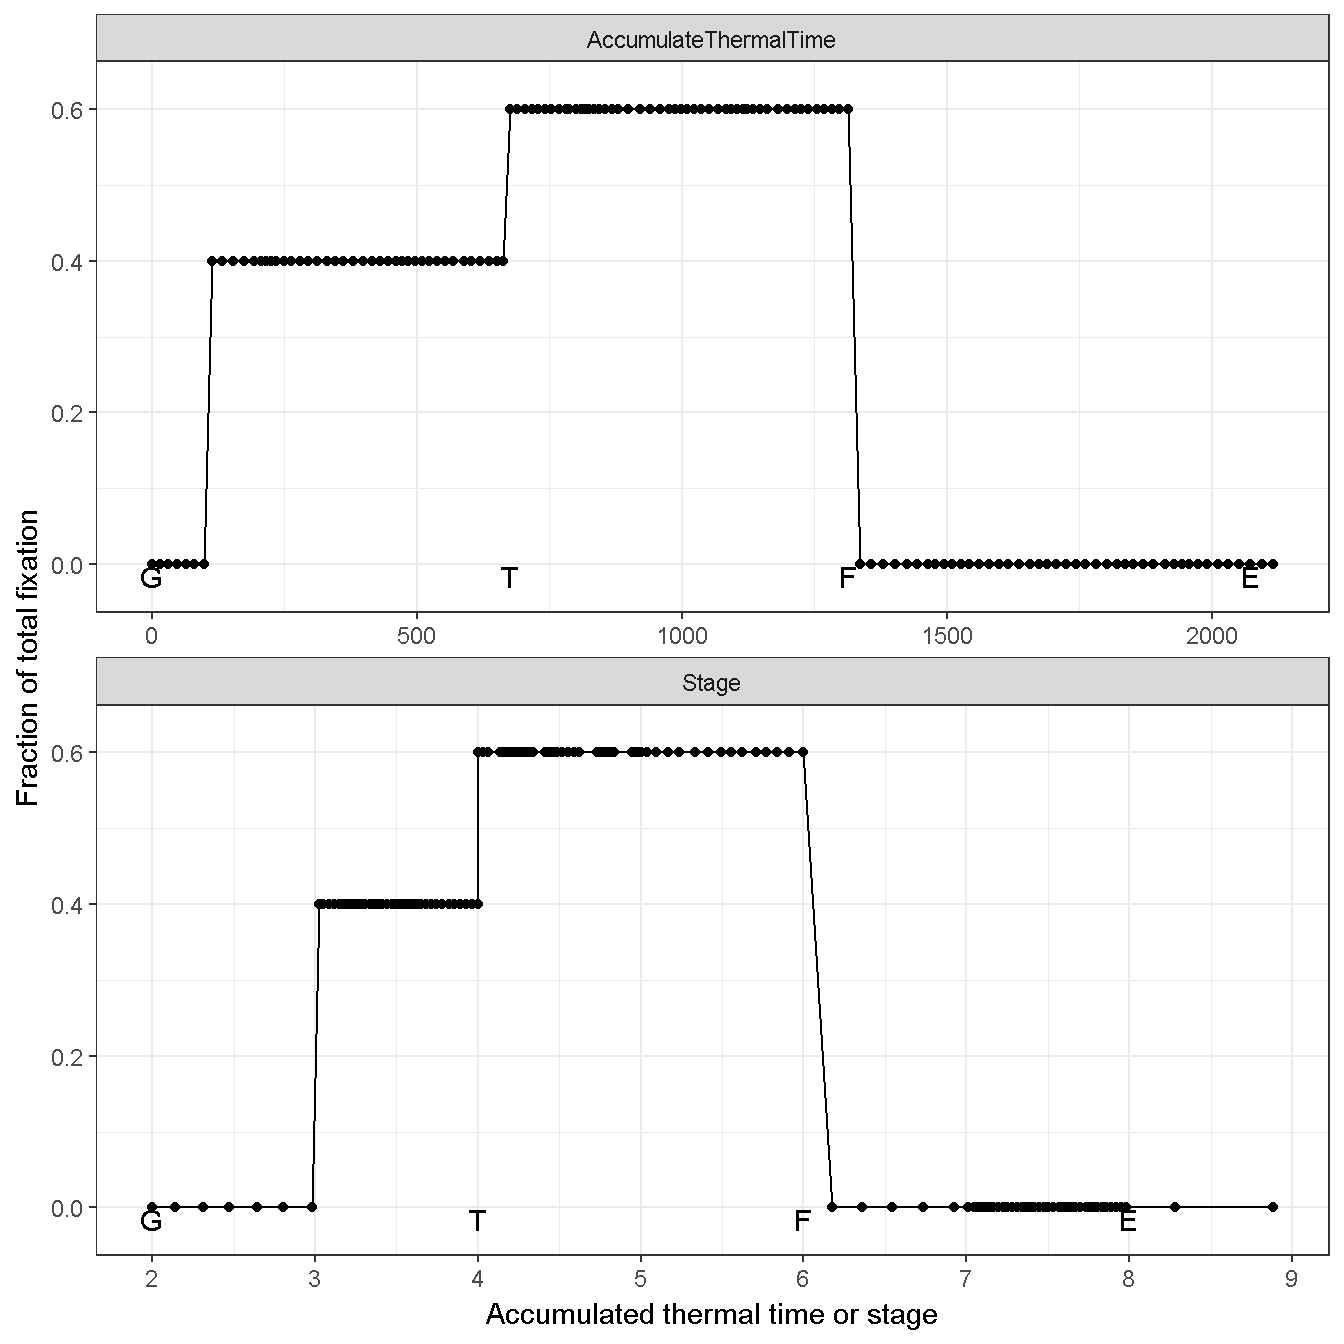 AccumulateThermalTime
0.6
0.4
0.2
0.0
G T F E
0 500 1000 1500 2000
Fraction of total fixation
Stage
0.6
0.4
0.2
0.0
G T F E
2 3 4 5 6 7 8 9
Accumulated thermal time or stage